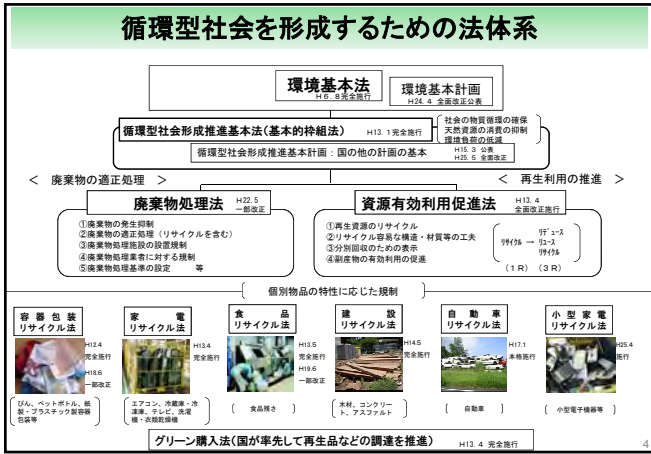 循環型社会を形成するための法体系
環境基本法
H6.8完全施行
環境基本計画
H24.4 全面改正公表
循環型社会形成推進基本法(基本的枠組法)
H13.1完全施行
社会の物質循環の確保
天然資源の消費の抑制
環境負荷の低減
循環型社会形成推進基本計画:国の他の計画の基本
H15.3 公表
H25.5 全面改正
< 廃棄物の適正処理 >
< 再生利用の推進 >
廃棄物処理法
H22.5
一部改正
①廃棄物の発生抑制
②廃棄物の適正処理(リサイクルを含む)
③廃棄物処理施設の設置規制
④廃棄物処理業者に対する規制
⑤廃棄物処理基準の設定 等
資源有効利用促進法
H13.4
全面改正施行
①再生資源のリサイクル
②リサイクル容易な構造・材質等の工夫
③分別回収のための表示
④副産物の有効利用の促進
リデュース
リサイクル → リユース
リサイクル
(1R) (3R)
個別物品の特性に応じた規制
容器包装
リサイクル法
H12.4
完全施行
H18.6
一部改正
びん、ペットボトル、紙
製・プラスチック製容器
包装等
家電
リサイクル法
H13.4
完全施行
エアコン、冷蔵庫・冷
凍庫、テレビ、洗濯
機・衣類乾燥機
食品
リサイクル法
H13.5
完全施行
H19.6
一部改正
食品残さ
建設
リサイクル法
H14.5
完全施行
木材、コンクリー
ト、アスファルト
自動車
リサイクル法
H17.1
本格施行
自動車
小型家電
リサイクル法
H25.4
施行
小型電子機器等
グリーン購入法(国が率先して再生品などの調達を推進)
H13.4 完全施行
4